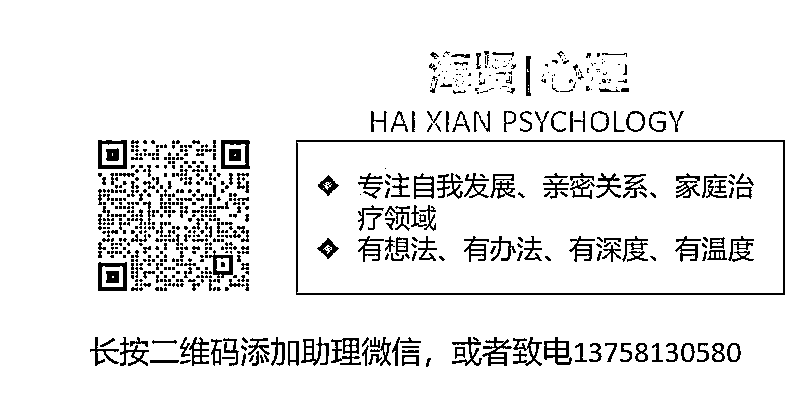 海贤|心理
HAI XIAN PSYCHOLOGY
专注自我发展、亲密关系、家庭治
疗领域
有想法、有办法、有深度、有温度
长按二维码添加助理微信，或者致电13758130580